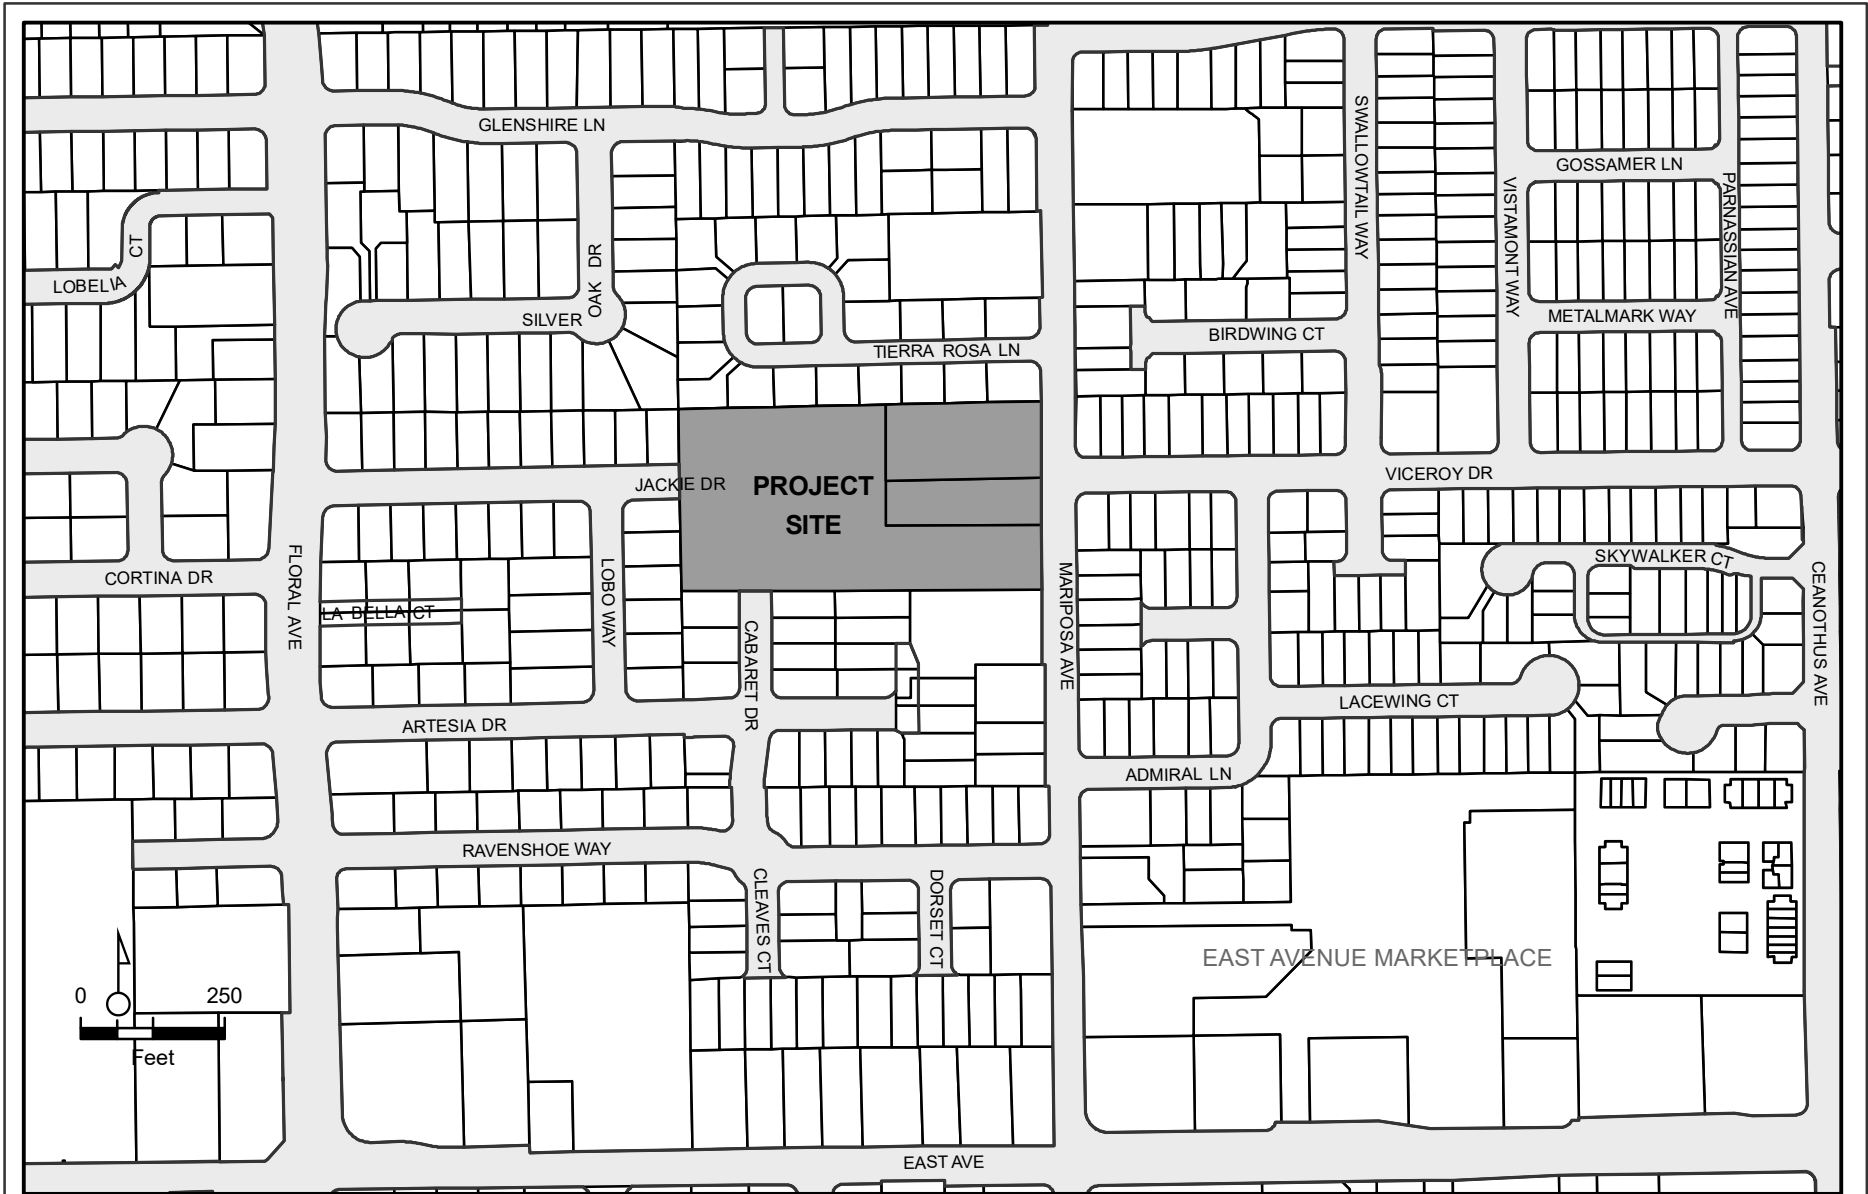 GLENSHIRE LN
SWALLOWTAIL WAY
GOSSAMER LN
VISTAMONT WAY
PARNASSIAN AVE
LOBELIA CT
SILVER OAK DR
METALMARK WAY
BIRDWING CT
TIERRA ROSA LN
VICEROY DR
JACKIE DR
PROJECT
SITE
SKYWALKER CT
CORTINA DR
FLORAL AVE
LA BELLA CT
LOBO WAY
CABARET DR
MARIPOSA AVE
CEANOTHUS AVE
LACEWING CT
ARTESIA DR
ADMIRAL LN
RAVENSHOE WAY
CLEAVES CT
DORSET CT
EAST AVENUE MARKETPLACE
0 250
Feet
EAST AVE